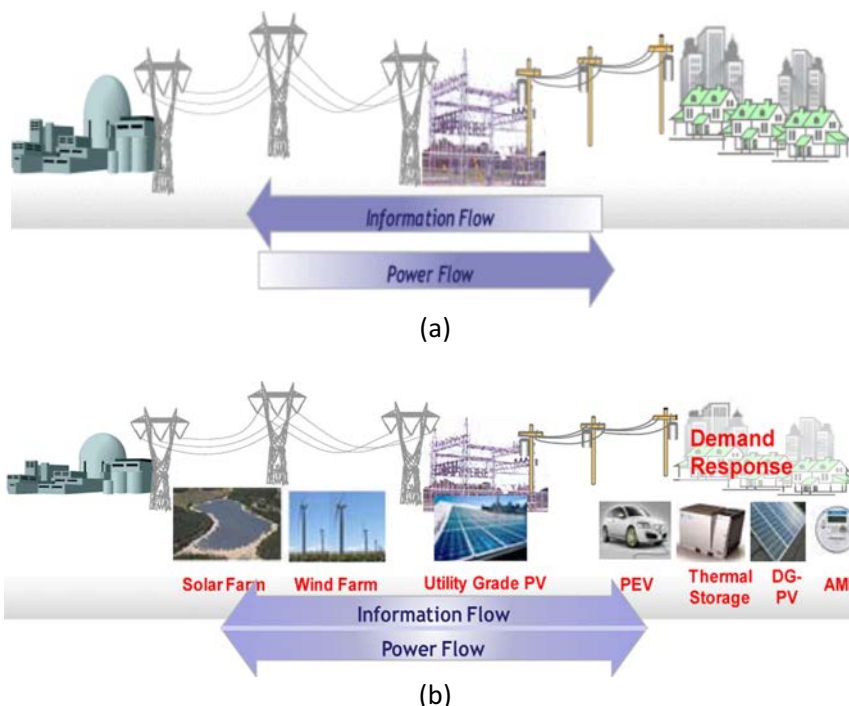 Information Flow
Power Flow
(a)
Demand
Response
Solar Farm
Wind Farm
Utility Grade PV
PEV
Thermal
Storage
DG-
PV
AM
Information Flow
Power Flow
(b)